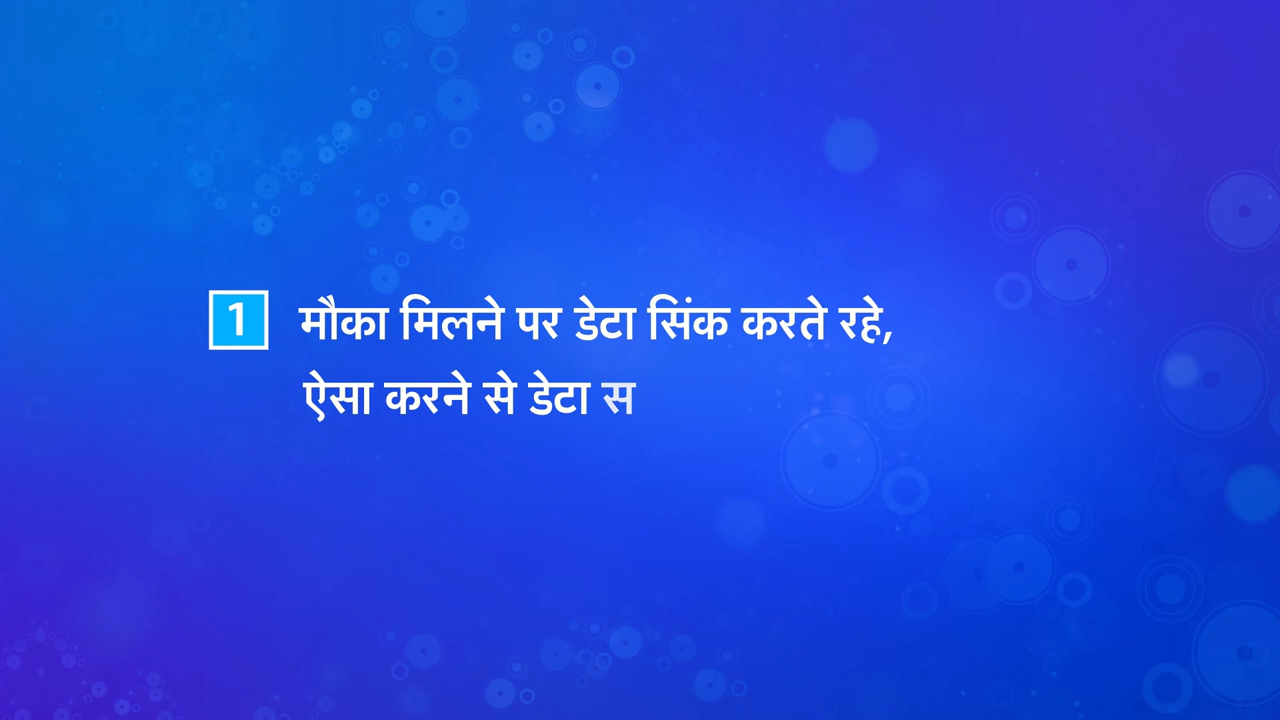 1 मौका मिलने पर डेटा सिंक करते रहे,
ऐसा करने से डेटा स